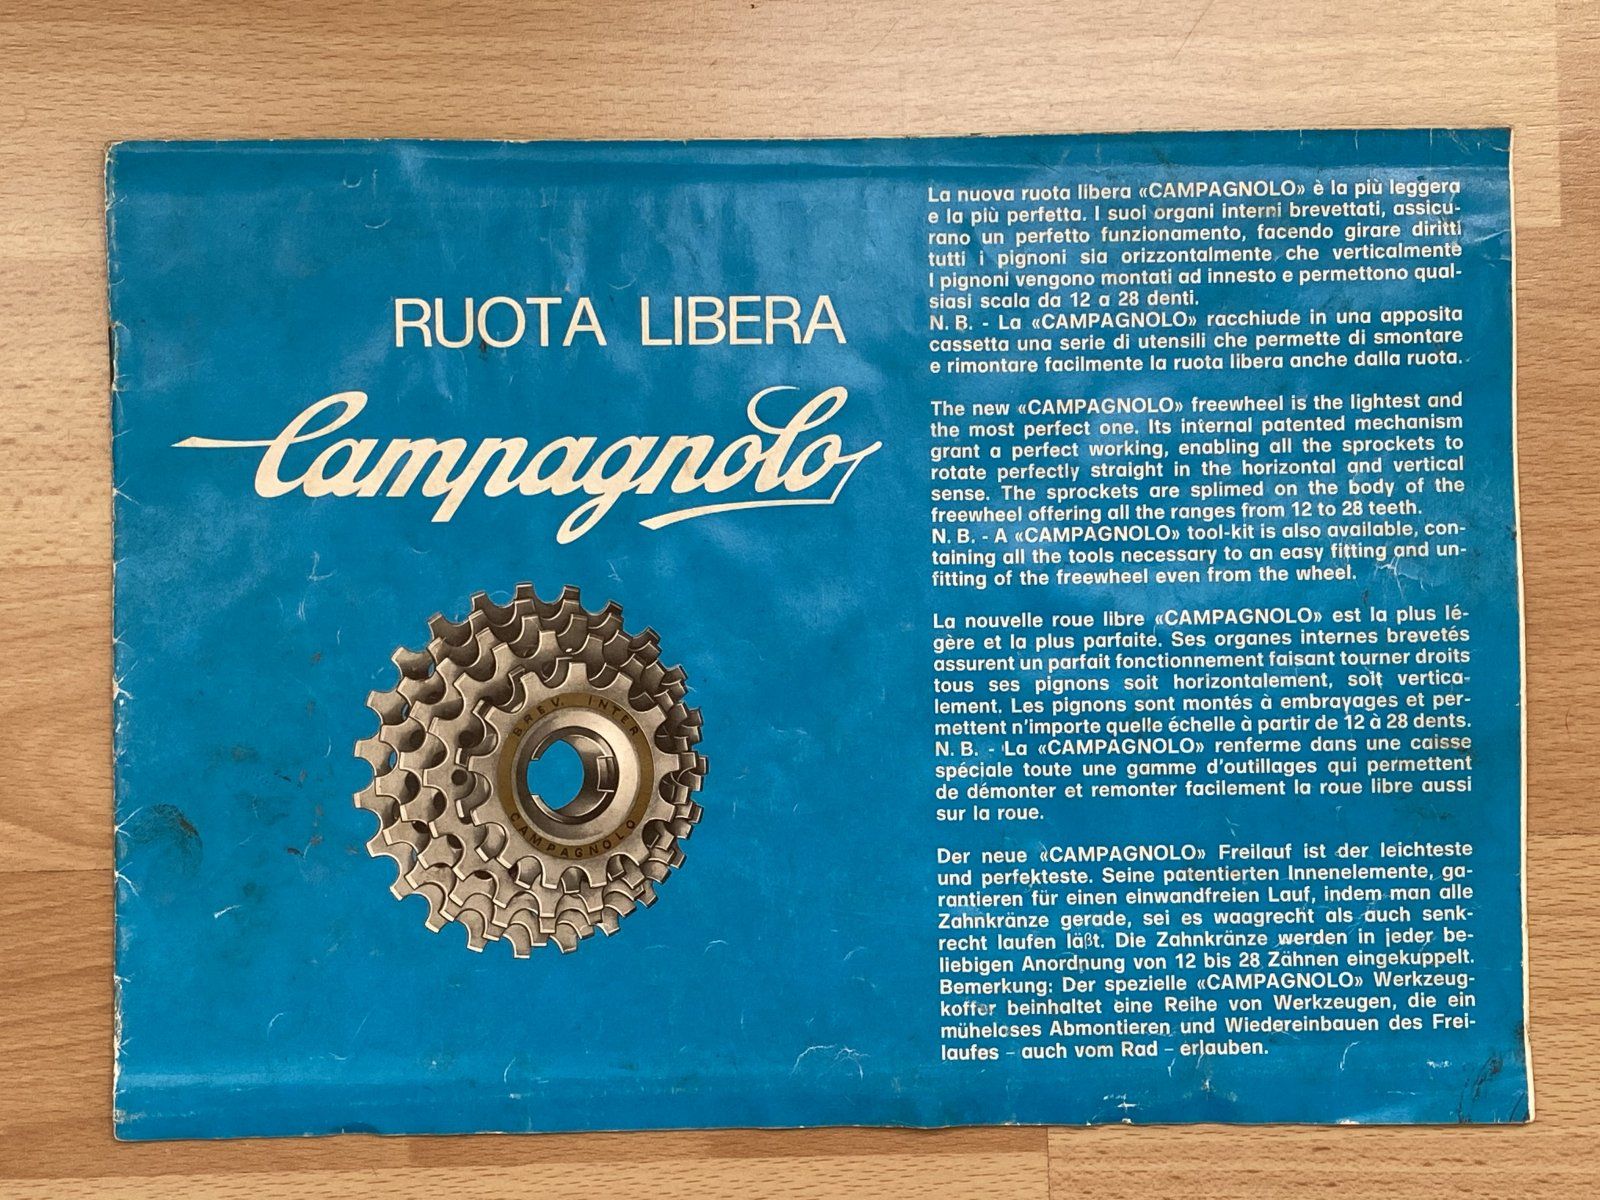 RUOTA LIBERA
Campagnolo
BREV. INTER
CAMPAGNOLO
La nuova ruota libera «CAMPAGNOLO» è la più leggera
e la più perfetta. I suoi organi interni brevettati, assicu-
rano un perfetto funzionamento, facendo girare diritti
tutti i pignoni sia orizzontalmente che verticalmente
I pignoni vengono montati ad innesto e permettono qual-
siasi scala da 12 a 28 denti.
N. B. - La «CAMPAGNOLO» racchiude in una apposita
cassetta una serie di utensili che permette di smontare
e rimontare facilmente la ruota libera anche dalla ruota.
The new «CAMPAGNOLO» freewheel is the lightest and
the most perfect one. Its internal patented mechanism
grant a perfect working, enabling all the sprockets to
rotate perfectly straight in the horizontal and vertical
sense. The sprockets are splimed on the body of the
freewheel offering all the ranges from 12 to 28 teeth.
N. B. - A «CAMPAGNOLO» tool-kit is also available, con-
taining all the tools necessary to an easy fitting and un-
fitting of the freewheel even from the wheel.
La nouvelle roue libre «CAMPAGNOLO» est la plus lé-
gère et la plus parfaite. Ses organes internes brevetés
assurent un parfait fonctionnement faisant tourner droits
tous ses pignons soit horizontalement, soit vertica-
lement. Les pignons sont montés à embrayages et per-
mettent n'importe quelle échelle à partir de 12 à 28 dents.
N. B. - La «CAMPAGNOLO» renferme dans une caisse
spéciale toute une gamme d'outillages qui permettent
de démonter et remonter facilement la roue libre aussi
sur la roue.
Der neue «CAMPAGNOLO» Freilauf ist der leichteste
und perfekteste. Seine patentierten Innenelemente, ga-
rantieren für einen einwandfreien Lauf, indem man alle
Zahnkränze gerade, sei es waagrecht als auch senk-
recht laufen läßt. Die Zahnkränze werden in jeder be-
liebigen Anordnung von 12 bis 28 Zähnen eingekuppelt.
Bemerkung: Der spezielle «CAMPAGNOLO» Werkzeug-
koffer beinhaltet eine Reihe von Werkzeugen, die ein
müheloses Abmontieren und Wiedereinbauen des Frei-
laufes - auch vom Rad - erlauben.